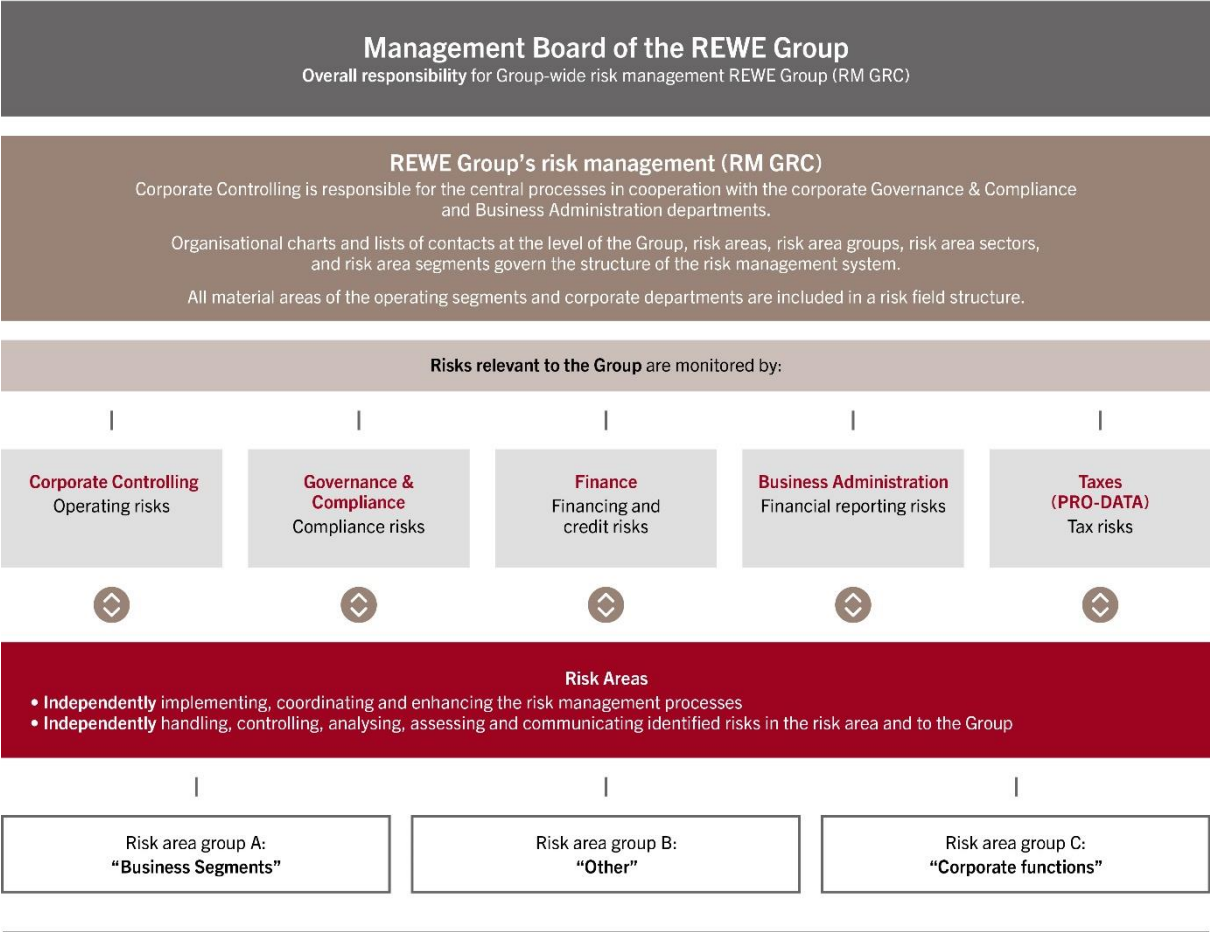 Management Board of the REWE Group
Overall responsibility for Group-wide risk management REWE Group (RM GRC)
REWE Group’s risk management (RM GRC)
Corporate Controlling is responsible for the central processes in cooperation with the corporate Governance & Compliance
and Business Administration departments.
Organisational charts and lists of contacts at the level of the Group, risk areas, risk area groups, risk area sectors,
and risk area segments govern the structure of the risk management system.
All material areas of the operating segments and corporate departments are included in a risk field structure.
Risks relevant to the Group are monitored by:
Corporate Controlling
Operating risks
Governance &
Compliance
Compliance risks
Finance
Financing and
credit risks
Business Administration
Financial reporting risks
Taxes
(PRO-DATA)
Tax risks
Risk Areas
• Independently implementing, coordinating and enhancing the risk management processes
• Independently handling, controlling, analysing, assessing and communicating identified risks in the risk area and to the Group
Risk area group A:
“Business Segments”
Risk area group B:
“Other”
Risk area group C:
“Corporate functions”